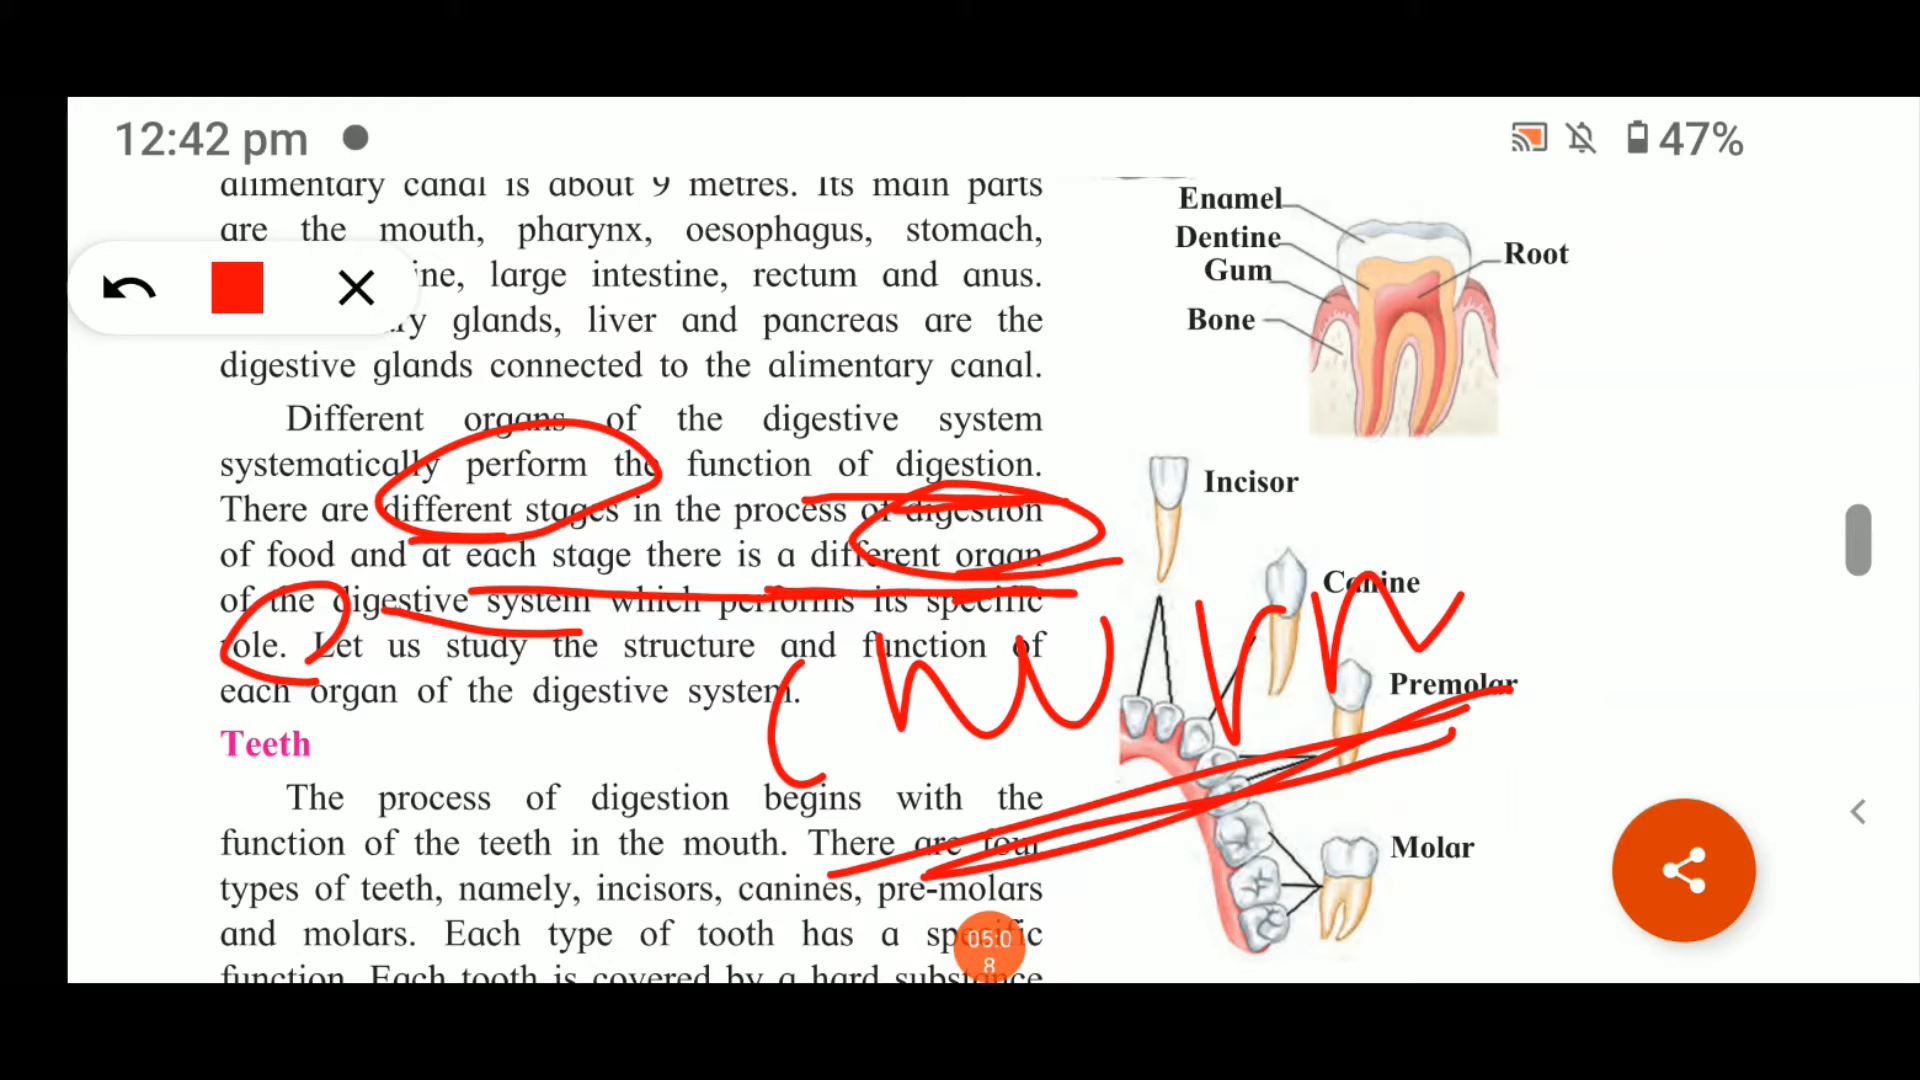 12:42 pm
47%
alimentary canal is about 9 metres. Its main parts
are the mouth, pharynx, oesophagus, stomach,
ine, large intestine, rectum and anus.
ry glands, liver and pancreas are the
digestive glands connected to the alimentary canal.
Different organs of the digestive system
systematically perform the function of digestion.
There are different stages in the process of digestion
of food and at each stage there is a different organ
of the digestive system which performs its specific
role. Let us study the structure and function of
each organ of the digestive system.
Teeth
The process of digestion begins with the
function of the teeth in the mouth. There are four
types of teeth, namely, incisors, canines, pre-molars
and molars. Each type of tooth has a specific
function. Each tooth is covered by a hard substance
Enamel
Dentine
Gum
Bone
Root
Incisor
Canine
Premolar
Molar
churn
05:0
8